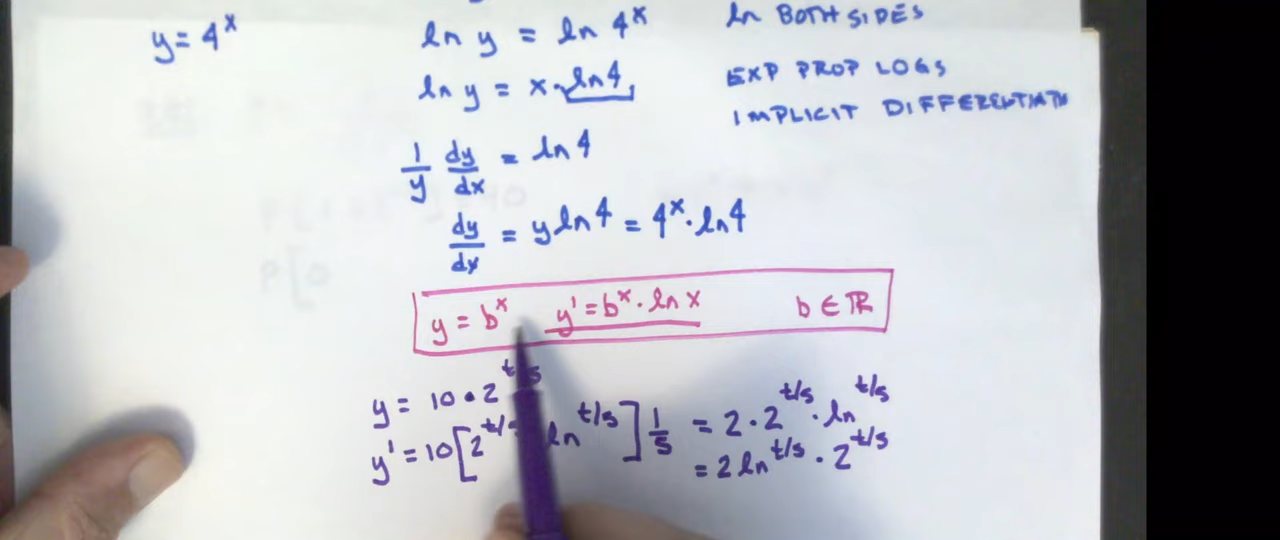 y = 4^x
ln y = ln 4^x ln BOTH SIDES
ln y = x · ln 4 EXP PROP LOGS
IMPLICIT DIFFERENTIATN
1/y dy/dx = ln 4
dy/dx = y ln 4 = 4^x · ln 4
y = b^x y' = b^x · ln x b ∈ ℝ
y = 10 · 2^t/5
y' = 10 [2^t/ ln^t/5] 1/5 = 2 · 2^t/5 · ln^t/5
= 2 ln^t/5 · 2^t/5